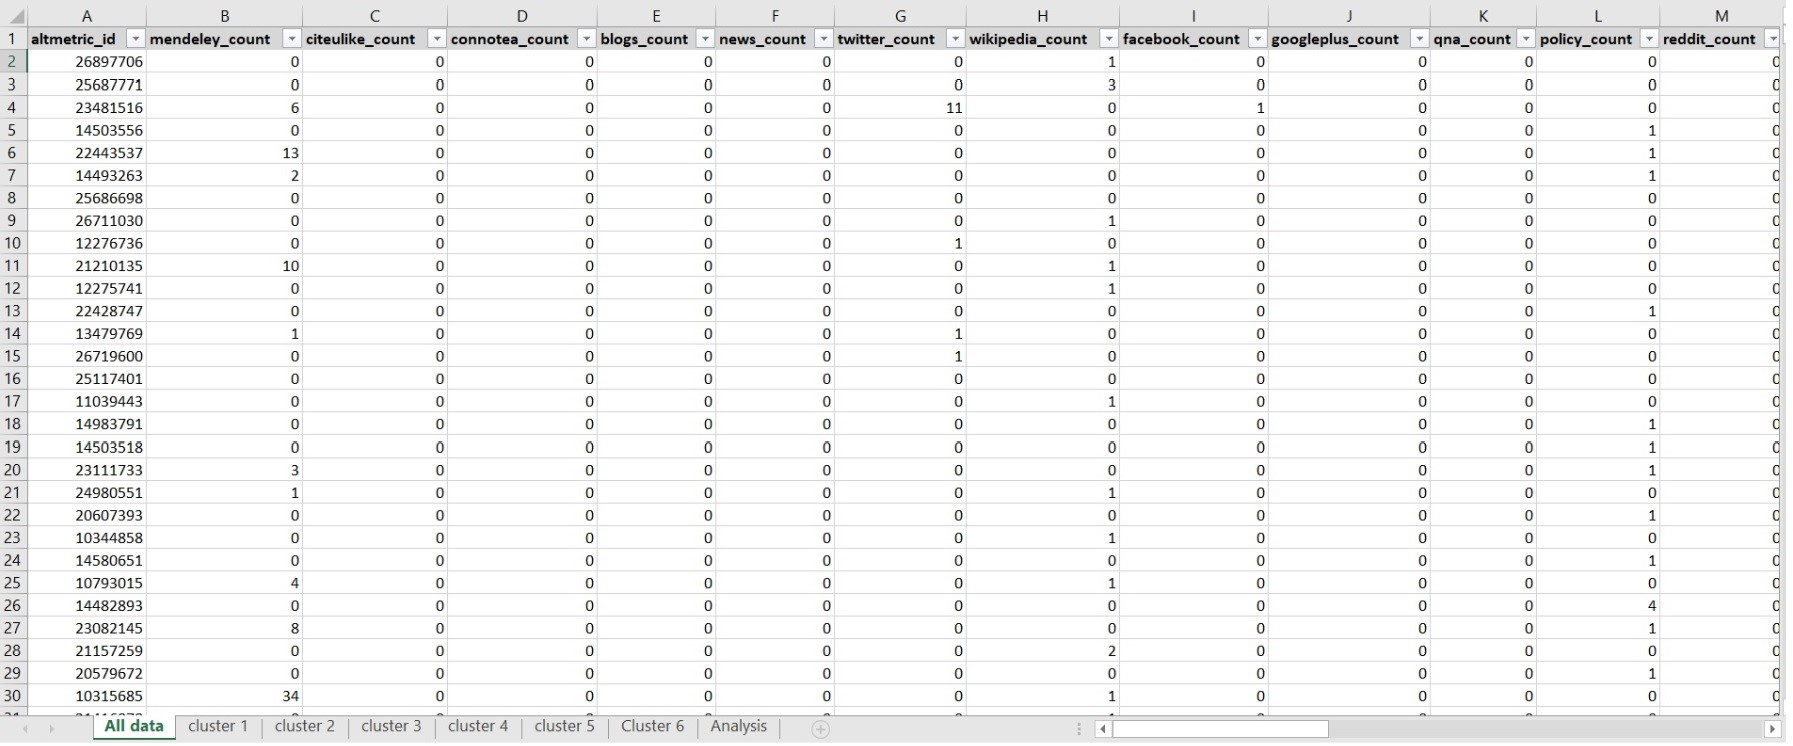 A B C D E F G H I J K L M
1 altmetric_id mendeley_count citeulike_count connotea_count blogs_count news_count twitter_count wikipedia_count facebook_count googleplus_count qna_count policy_count reddit_count
2 26897706 0 0 0 0 0 0 1 0 0 0 0 0
3 25687771 0 0 0 0 0 0 3 0 0 0 0 0
4 23481516 6 0 0 0 0 11 0 1 0 0 0 0
5 14503556 0 0 0 0 0 0 0 0 0 0 1 0
6 22443537 13 0 0 0 0 0 0 0 0 0 1 0
7 14493263 2 0 0 0 0 0 0 0 0 0 1 0
8 25686698 0 0 0 0 0 0 0 0 0 0 0 0
9 26711030 0 0 0 0 0 0 1 0 0 0 0 0
10 12276736 0 0 0 0 0 1 0 0 0 0 0 0
11 21210135 10 0 0 0 0 0 1 0 0 0 0 0
12 12275741 0 0 0 0 0 0 1 0 0 0 0 0
13 22428747 0 0 0 0 0 0 0 0 0 0 1 0
14 13479769 1 0 0 0 0 1 0 0 0 0 0 0
15 26719600 0 0 0 0 0 1 0 0 0 0 0 0
16 25117401 0 0 0 0 0 0 0 0 0 0 0 0
17 11039443 0 0 0 0 0 0 1 0 0 0 0 0
18 14983791 0 0 0 0 0 0 0 0 0 0 1 0
19 14503518 0 0 0 0 0 0 0 0 0 0 1 0
20 23111733 3 0 0 0 0 0 0 0 0 0 1 0
21 24980551 1 0 0 0 0 0 1 0 0 0 0 0
22 20607393 0 0 0 0 0 0 0 0 0 0 1 0
23 10344858 0 0 0 0 0 0 1 0 0 0 0 0
24 14580651 0 0 0 0 0 0 0 0 0 0 1 0
25 10793015 4 0 0 0 0 0 1 0 0 0 0 0
26 14482893 0 0 0 0 0 0 0 0 0 0 4 0
27 23082145 8 0 0 0 0 0 0 0 0 0 1 0
28 21157259 0 0 0 0 0 0 2 0 0 0 0 0
29 20579672 0 0 0 0 0 0 0 0 0 0 1 0
30 10315685 34 0 0 0 0 0 1 0 0 0 0 0
All data cluster 1 cluster 2 cluster 3 cluster 4 cluster 5 Cluster 6 Analysis